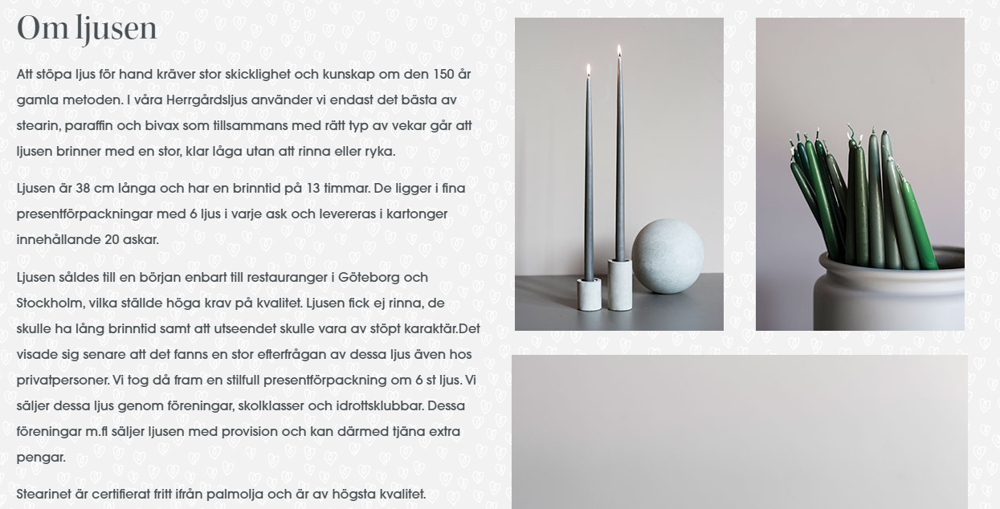 Om ljusen
Att stöpa ljus för hand kräver stor skicklighet och kunskap om den 150 år
gamla metoden. I våra Herrgårdsljus använder vi endast det bästa av
stearin, paraffin och bivax som tillsammans med rätt typ av vekar går att
ljusen brinner med en stor, klar låga utan att rinna eller ryka.
Ljusen är 38 cm långa och har en brinntid på 13 timmar. De ligger i fina
presentförpackningar med 6 ljus i varje ask och levereras i kartonger
innehållande 20 askar.
Ljusen såldes till en början enbart till restauranger i Göteborg och
Stockholm, vilka ställde höga krav på kvalitet. Ljusen fick ej rinna, de
skulle ha lång brinntid samt att utseendet skulle vara av stöpt karaktär.Det
visade sig senare att det fanns en stor efterfrågan av dessa ljus även hos
privatpersoner. Vi tog då fram en stilfull presentförpackning om 6 st ljus. Vi
säljer dessa ljus genom föreningar, skolklasser och idrottsklubbar. Dessa
föreningar m.fl säljer ljusen med provision och kan därmed tjäna extra
pengar.
Stearinet är certifierat fritt ifrån palmolja och är av högsta kvalitet.